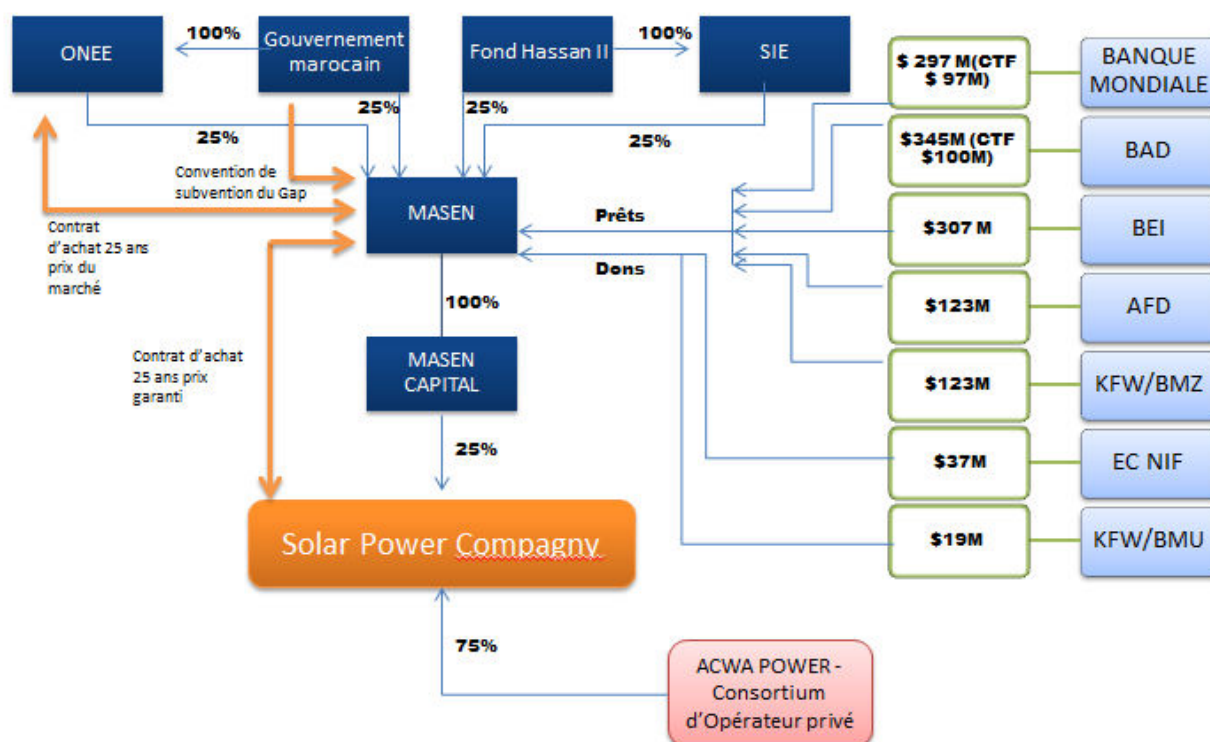 ONEE
100%
Gouvernement
marocain
Fond Hassan II
100%
SIE
$ 297 M(CTF
$ 97M)
BANQUE
MONDIALE
25%
25%
25%
25%
$345M (CTF
$100M)
BAD
Convention de
subvention du Gap
MASEN
Prêts
Dons
$307 M
BEI
Contrat
d'achat 25 ans
prix du
marché
$123M
AFD
100%
Contrat d'achat
25 ans prix
garanti
MASEN
CAPITAL
$123M
KFW/BMZ
25%
$37M
EC NIF
Solar Power Compagny
$19M
KFW/BMU
75%
ACWA POWER -
Consortium
d'Opérateur privé